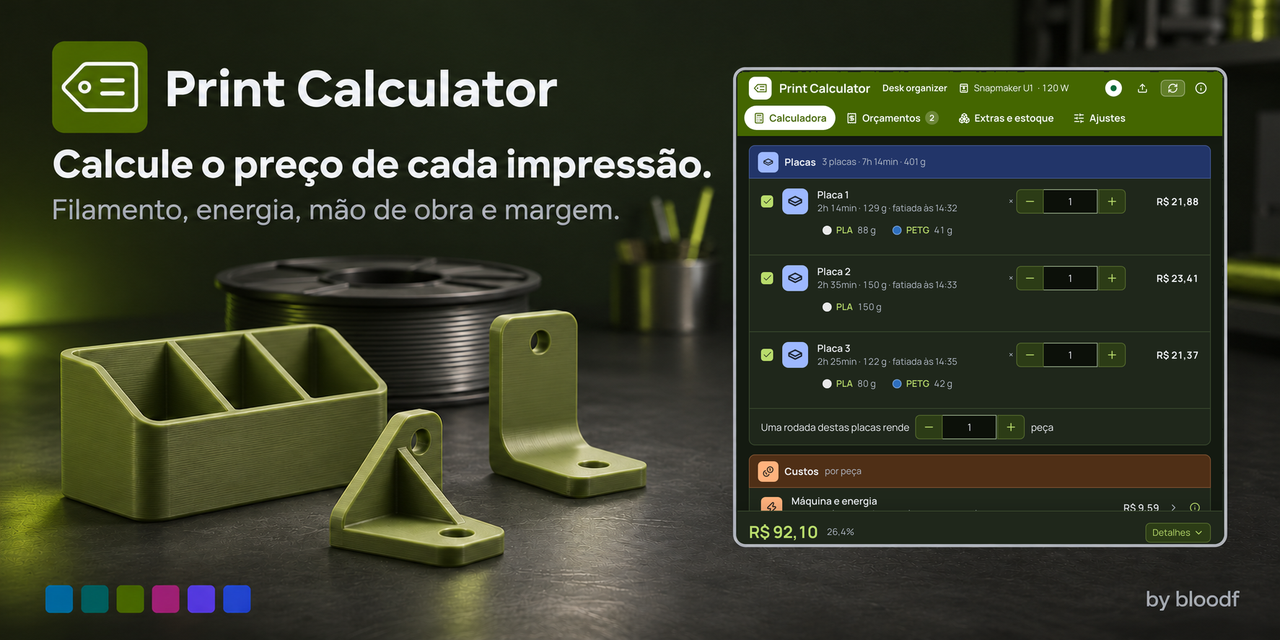 Print Calculator
Calcule o preço de cada impressão.
Filamento, energia, mão de obra e margem.
Print Calculator Desk organizer Snapmaker U1 · 120 W
Calculadora Orçamentos 2 Extras e estoque Ajustes
Placas 3 placas · 7h 14min · 401 g
Placa 1
2h 14min · 129 g · fatiada às 14:32
× − 1 + R$ 21,88
PLA 88 g PETG 41 g
Placa 2
2h 35min · 150 g · fatiada às 14:33
× − 1 + R$ 23,41
PLA 150 g
Placa 3
2h 25min · 122 g · fatiada às 14:35
× − 1 + R$ 21,37
PLA 80 g PETG 42 g
Uma rodada destas placas rende − 1 + peça
Custos por peça
Máquina e energia
R$ 9,59
R$ 92,10 26,4% Detalhes
by bloodf